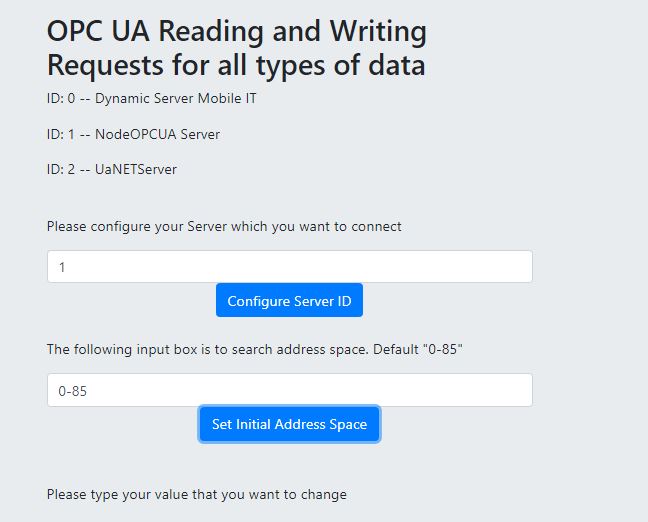 OPC UA Reading and Writing
Requests for all types of data
ID: 0 -- Dynamic Server Mobile IT
ID: 1 -- NodeOPCUA Server
ID: 2 -- UaNETServer
Please configure your Server which you want to connect
1
Configure Server ID
The following input box is to search address space. Default "0-85"
0-85
Set Initial Address Space
Please type your value that you want to change